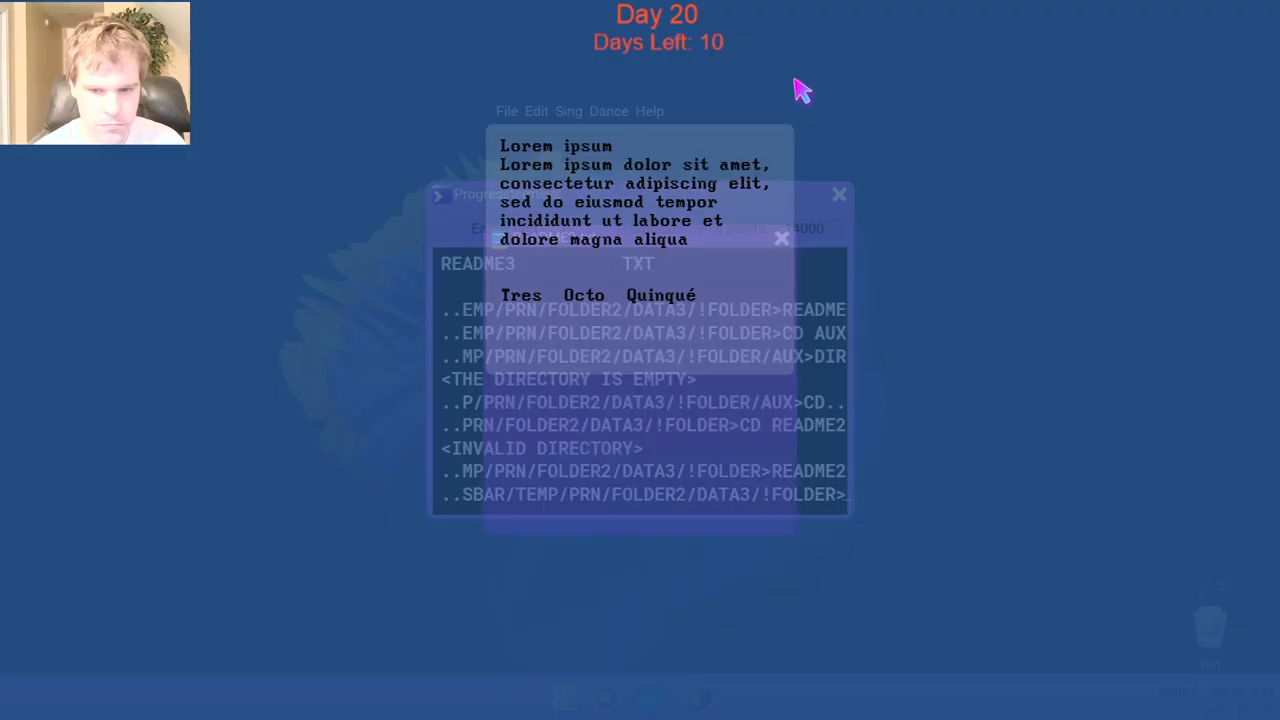 Day 20
Days Left: 10
File Edit Sing Dance Help
Lorem ipsum
Lorem ipsum dolor sit amet,
consectetur adipiscing elit,
sed do eiusmod tempor
incididunt ut labore et
dolore magna aliqua
Tres Octo Quinqué
README3 TXT
..EMP/PRN/FOLDER2/DATA3/!FOLDER>README
..EMP/PRN/FOLDER2/DATA3/!FOLDER>CD AUX
..MP/PRN/FOLDER2/DATA3/!FOLDER/AUX>DIR
<THE DIRECTORY IS EMPTY>
..P/PRN/FOLDER2/DATA3/!FOLDER/AUX>CD..
..PRN/FOLDER2/DATA3/!FOLDER>CD README2
<INVALID DIRECTORY>
..MP/PRN/FOLDER2/DATA3/!FOLDER>README2
..SBAR/TEMP/PRN/FOLDER2/DATA3/!FOLDER>_
Bin